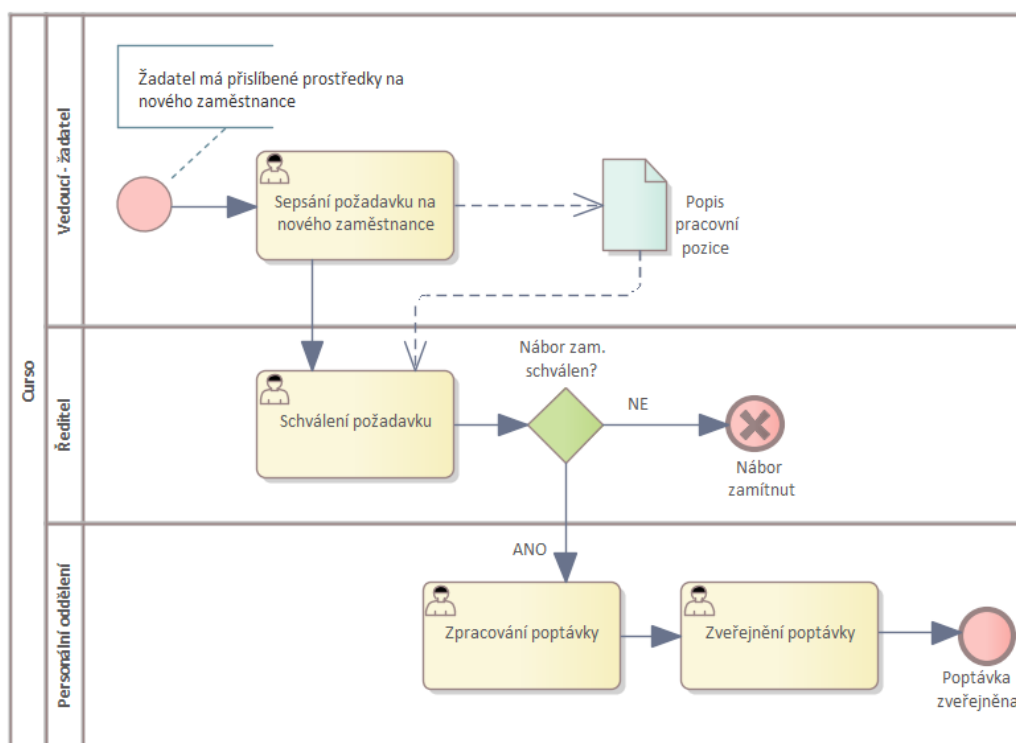 Curso
Vedoucí - žadatel
Žadatel má přislíbené prostředky na
nového zaměstnance
Sepsání požadavku na
nového zaměstnance
Popis
pracovní
pozice
Ředitel
Schválení požadavku
Nábor zam.
schválen?
NE
Nábor
zamítnut
ANO
Personální oddělení
Zpracování poptávky
Zveřejnění poptávky
Poptávka
zveřejněna